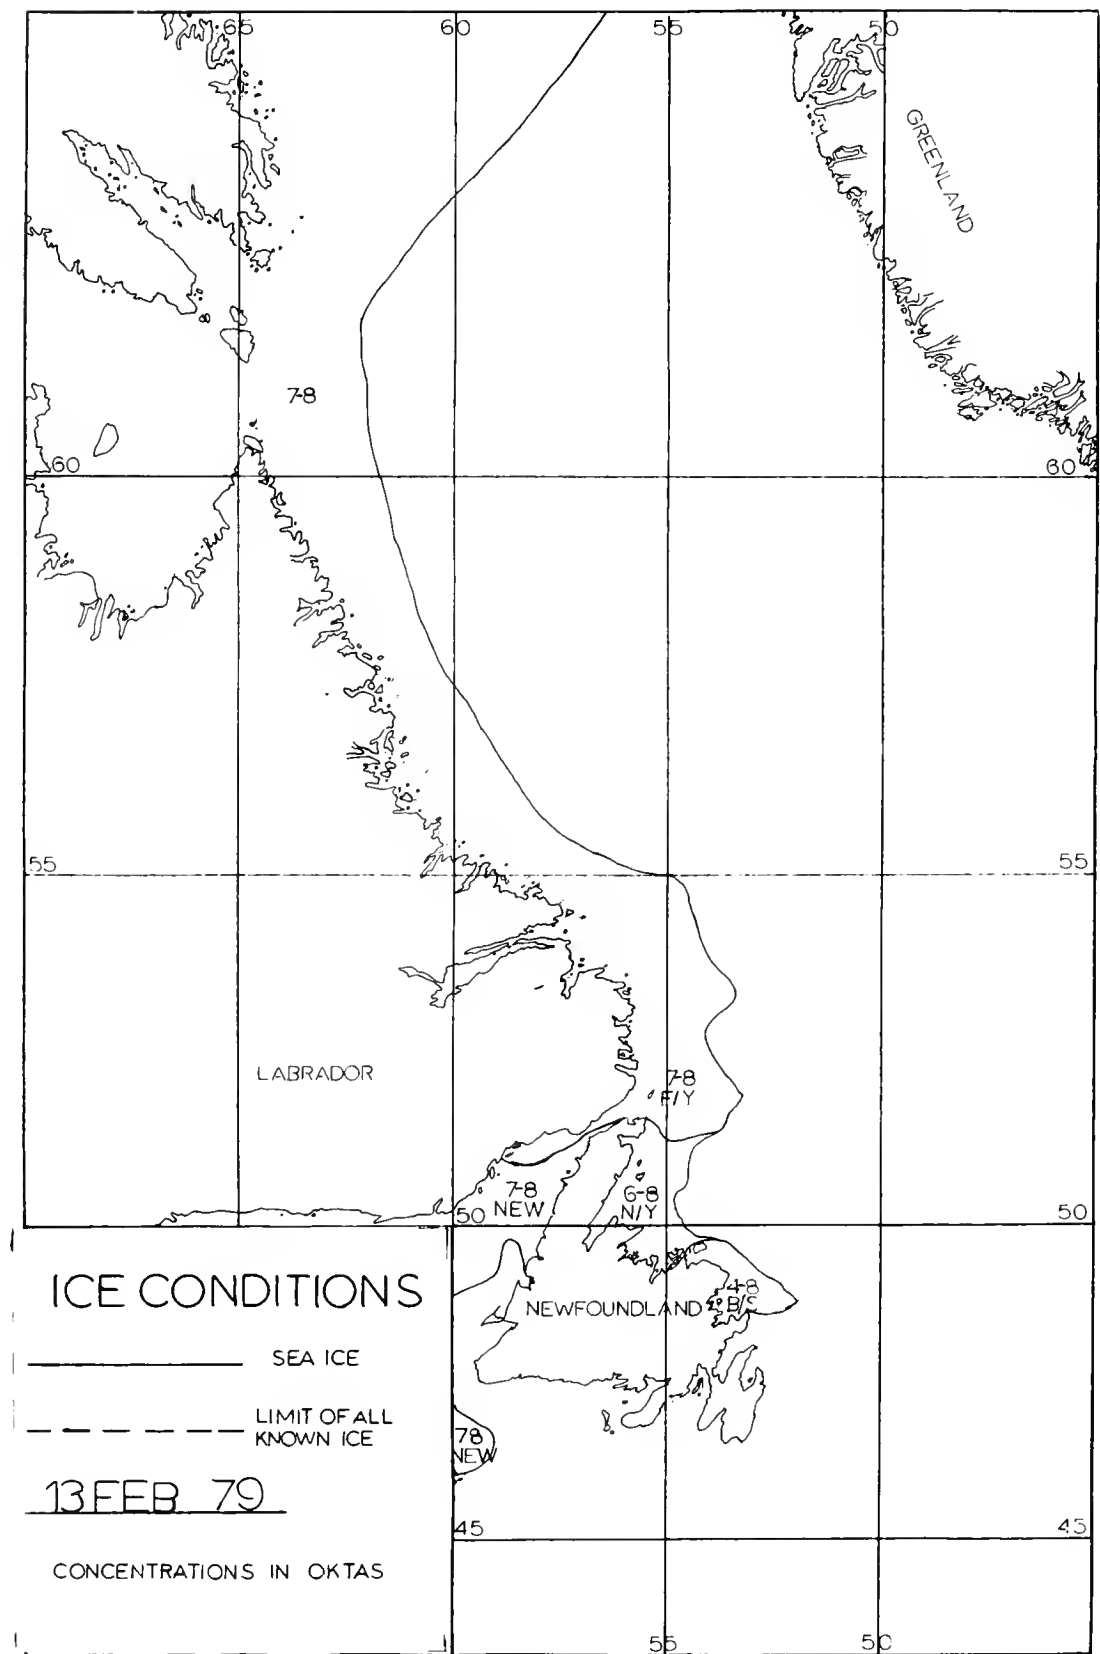 65 60 55 50
GREENLAND
7-8
60 60
55 55
LABRADOR
7-8
F/Y
7-8
NEW
6-8
N/Y
50 50
ICE CONDITIONS
NEWFOUNDLAND
4-8
B/S
SEA ICE
LIMIT OF ALL
KNOWN ICE
78
NEW
13 FEB 79
45 45
CONCENTRATIONS IN OKTAS
55 50